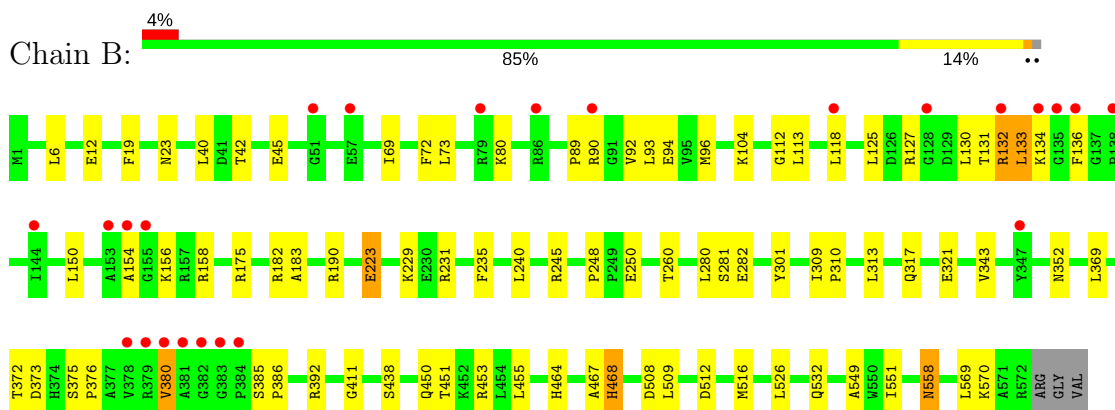 4%
Chain B:
85%
14%
••
M1 L6 E12 F19 N23 L40 D41 T42 E45 G51 E57 I69 F72 L73 R79 K80 R86 P89 R90 G91 V92 L93 E94 V95 M96 K104 G112 L113 L118 L125 D126 R127 G128 D129 L130 T131 R132 L133 K134 G135 F136 G137
I144 L150 A153 A154 G155 K156 R157 R158 R175 R182 A183 R190 E223 K229 E230 R231 F235 L240 R245 P248 P249 E250 T260 L280 S281 E282 Y301 I309 P310 L313 Q317 E321 V343 Y347 N352 L369
T372 D373 H374 S375 P376 A377 V378 R379 V380 A381 G382 G383 P384 S385 P386 R392 G411 S438 Q450 T451 K452 R453 L454 L455 H464 A467 H468 D508 L509 D512 M516 L526 Q532 A549 W550 I551 N558 L569 K570 A571 R572 ARG GLY VAL